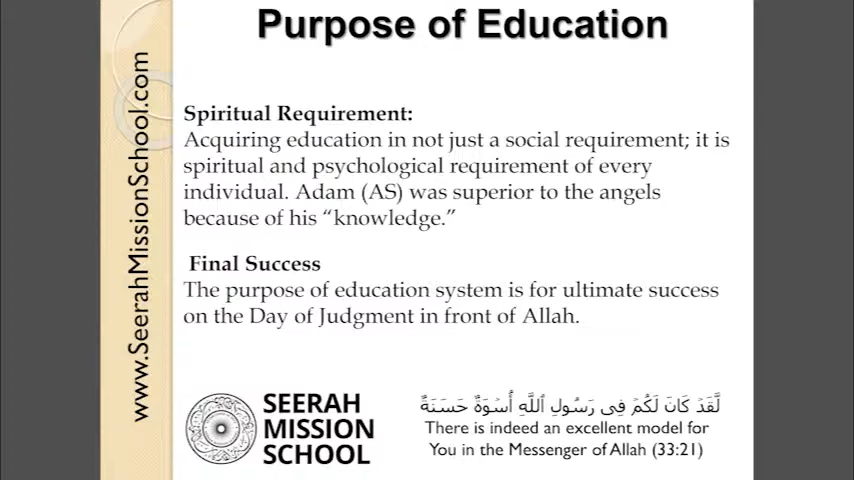 Purpose of Education
www.SeerahMissionSchool.com
Spiritual Requirement:
Acquiring education in not just a social requirement; it is
spiritual and psychological requirement of every
individual. Adam (AS) was superior to the angels
because of his “knowledge.”
Final Success
The purpose of education system is for ultimate success
on the Day of Judgment in front of Allah.
SEERAH
MISSION
SCHOOL
لَّقَدْ كَانَ لَكُمْ فِى رَسُولِ ٱللَّهِ أُسْوَةٌ حَسَنَةٌ
There is indeed an excellent model for
You in the Messenger of Allah (33:21)